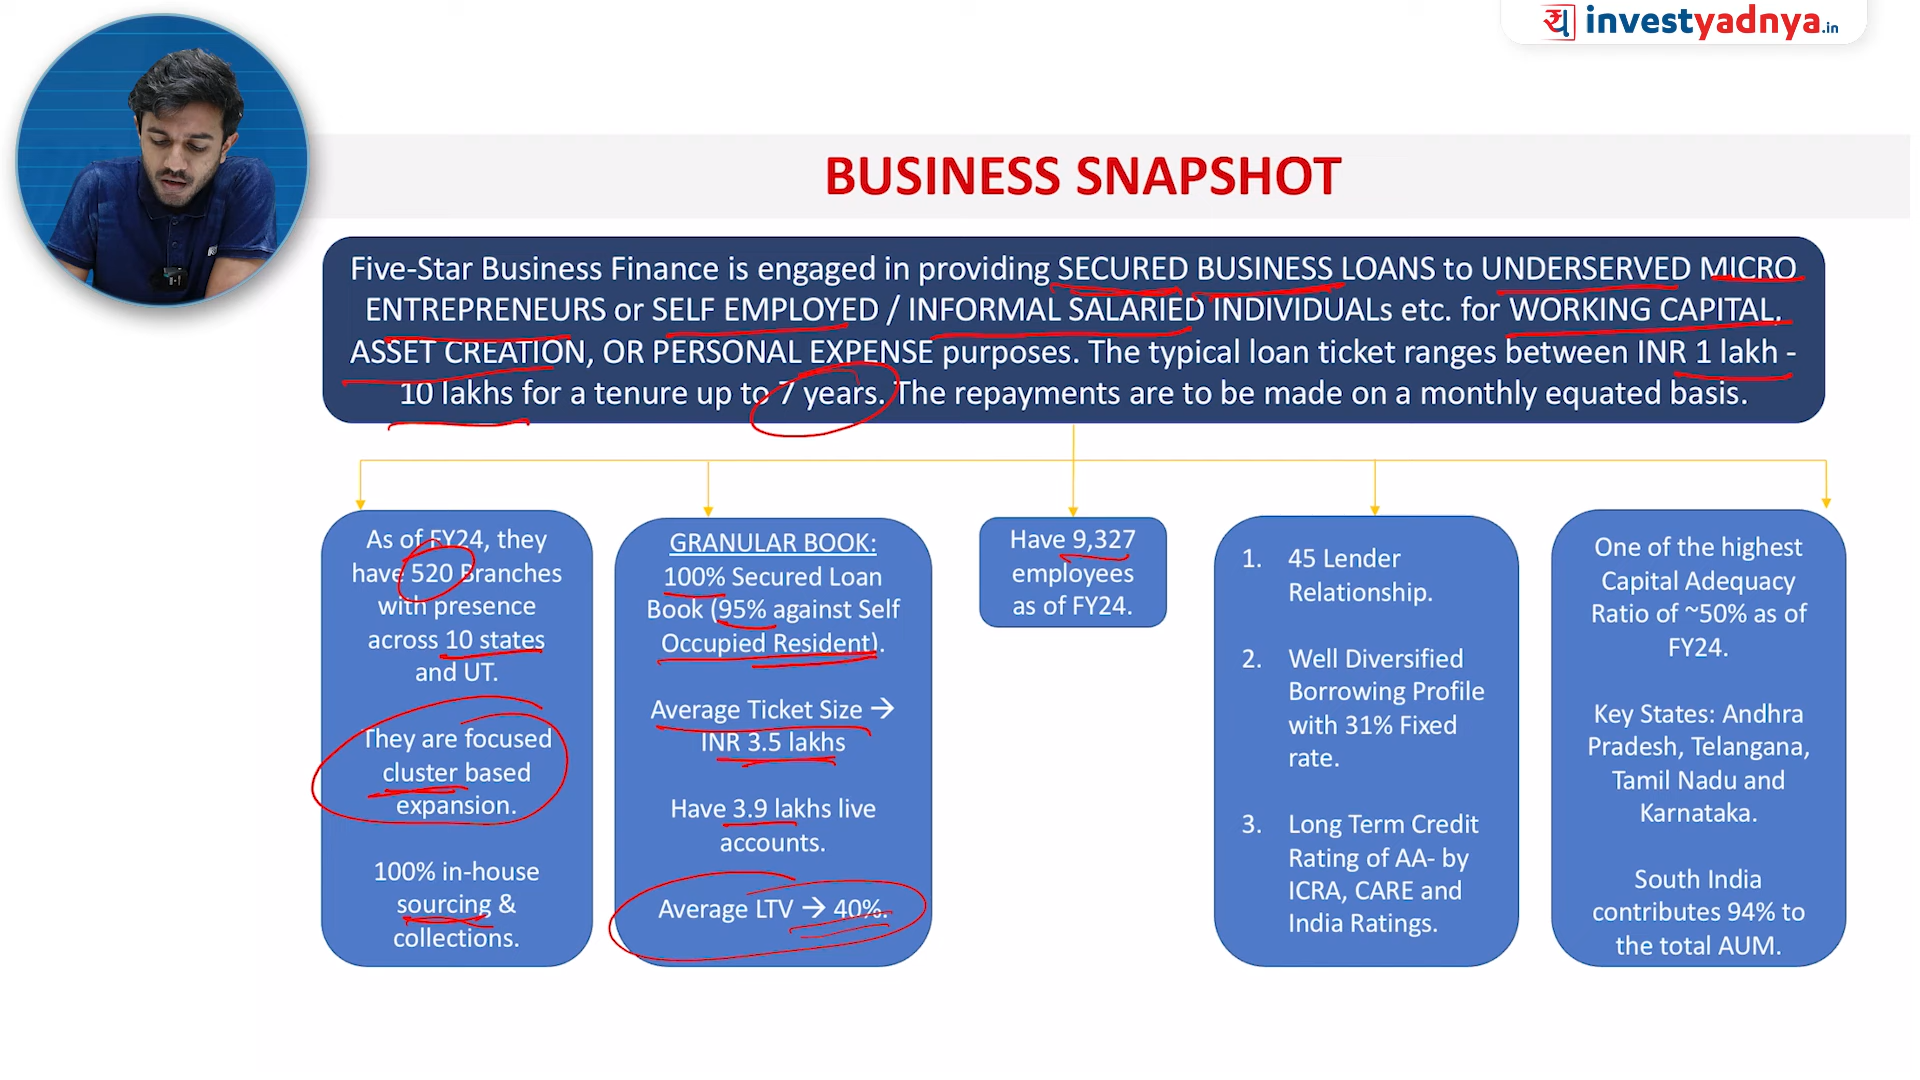 investyadnya.in
BUSINESS SNAPSHOT
Five-Star Business Finance is engaged in providing SECURED BUSINESS LOANS to UNDERSERVED MICRO
ENTREPRENEURS or SELF EMPLOYED / INFORMAL SALARIED INDIVIDUALs etc. for WORKING CAPITAL,
ASSET CREATION, OR PERSONAL EXPENSE purposes. The typical loan ticket ranges between INR 1 lakh -
10 lakhs for a tenure up to 7 years. The repayments are to be made on a monthly equated basis.
As of FY24, they
have 520 Branches
with presence
across 10 states
and UT.
They are focused
cluster based
expansion.
100% in-house
sourcing &
collections.
GRANULAR BOOK:
100% Secured Loan
Book (95% against Self
Occupied Resident).
Average Ticket Size →
INR 3.5 lakhs
Have 3.9 lakhs live
accounts.
Average LTV → 40%.
Have 9,327
employees
as of FY24.
1. 45 Lender
Relationship.
2. Well Diversified
Borrowing Profile
with 31% Fixed
rate.
3. Long Term Credit
Rating of AA- by
ICRA, CARE and
India Ratings.
One of the highest
Capital Adequacy
Ratio of ~50% as of
FY24.
Key States: Andhra
Pradesh, Telangana,
Tamil Nadu and
Karnataka.
South India
contributes 94% to
the total AUM.